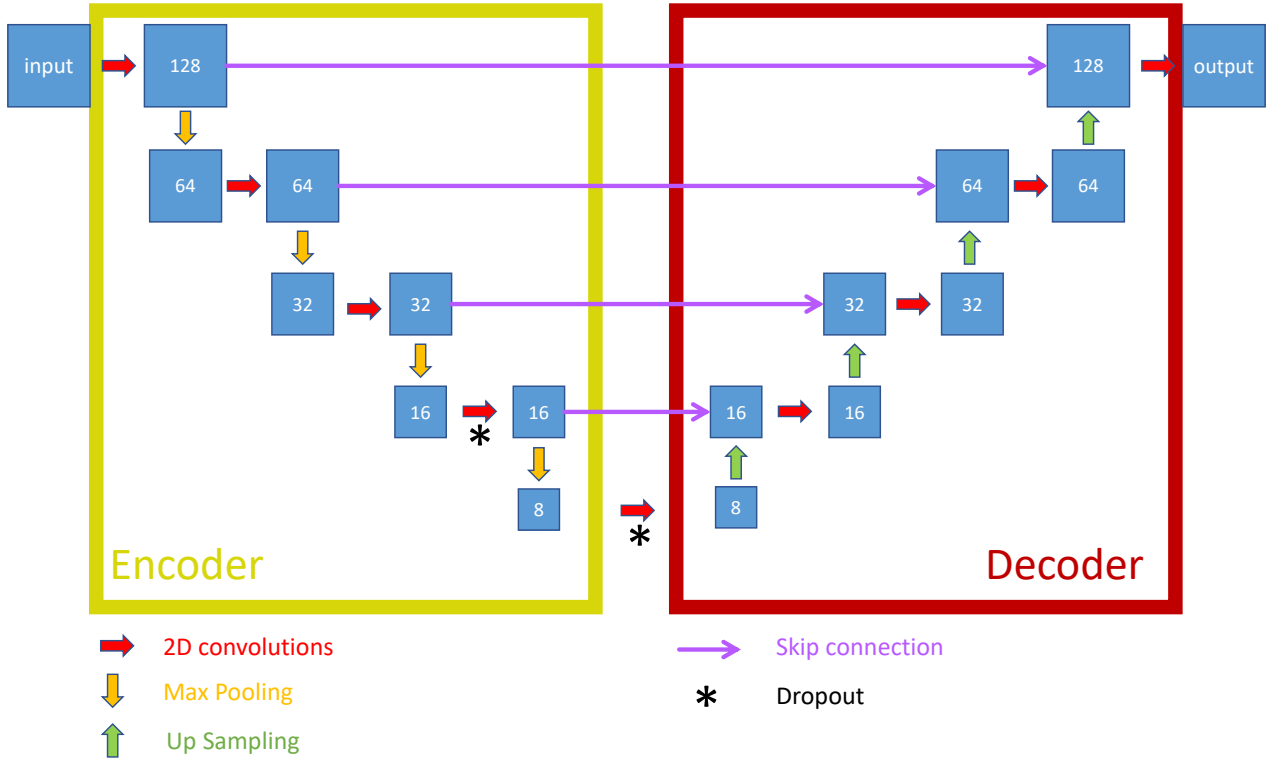 input
128
128
output
64
64
64
64
32
32
32
32
16
16
16
16
*
8
8
*
Encoder
Decoder
2D convolutions
Skip connection
Max Pooling
* Dropout
Up Sampling